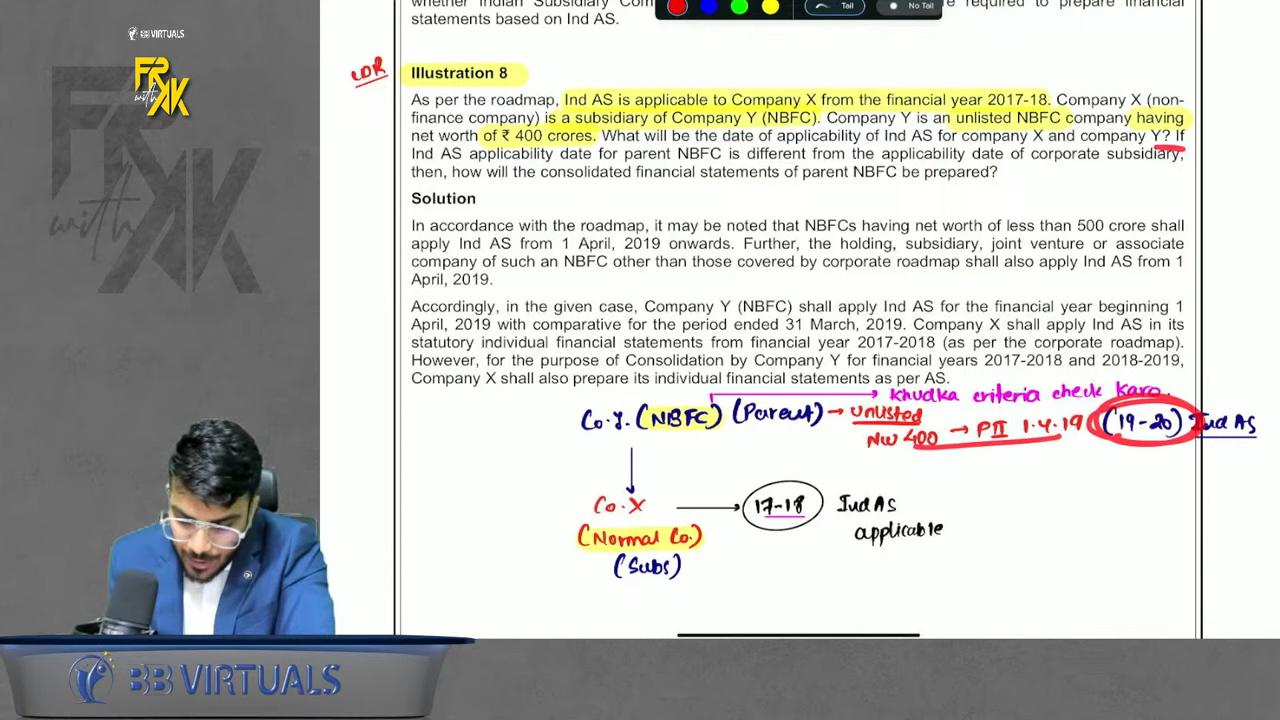 whether Indian Subsidiary Com
required to prepare financial
statements based on Ind AS.
Tail
No Tail
BB VIRTUALS
FR
with
AK
FR
with
AK
LDR
Illustration 8
As per the roadmap, Ind AS is applicable to Company X from the financial year 2017-18. Company X (non-
finance company) is a subsidiary of Company Y (NBFC). Company Y is an unlisted NBFC company having
net worth of ₹ 400 crores. What will be the date of applicability of Ind AS for company X and company Y? If
Ind AS applicability date for parent NBFC is different from the applicability date of corporate subsidiary,
then, how will the consolidated financial statements of parent NBFC be prepared?
Solution
In accordance with the roadmap, it may be noted that NBFCs having net worth of less than 500 crore shall
apply Ind AS from 1 April, 2019 onwards. Further, the holding, subsidiary, joint venture or associate
company of such an NBFC other than those covered by corporate roadmap shall also apply Ind AS from 1
April, 2019.
Accordingly, in the given case, Company Y (NBFC) shall apply Ind AS for the financial year beginning 1
April, 2019 with comparative for the period ended 31 March, 2019. Company X shall apply Ind AS in its
statutory individual financial statements from financial year 2017-2018 (as per the corporate roadmap).
However, for the purpose of Consolidation by Company Y for financial years 2017-2018 and 2018-2019,
Company X shall also prepare its individual financial statements as per AS.
Khudka criteria check karo.
Co.Y. (NBFC) (Parent) → Unlisted
NW 400 → PII 1.4.19 (19-20) Ind AS
Co. X → 17-18 Ind AS
applicable
(Normal Co.)
(Subs)
BB VIRTUALS